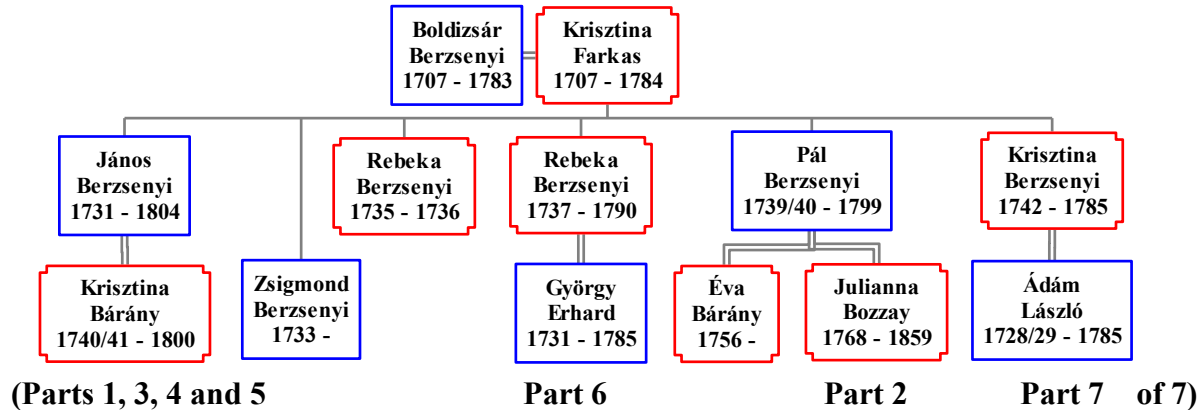 Boldizsár
Berzsenyi
1707 - 1783
Krisztina
Farkas
1707 - 1784
János
Berzsenyi
1731 - 1804
Rebeka
Berzsenyi
1735 - 1736
Rebeka
Berzsenyi
1737 - 1790
Pál
Berzsenyi
1739/40 - 1799
Krisztina
Berzsenyi
1742 - 1785
Krisztina
Bárány
1740/41 - 1800
Zsigmond
Berzsenyi
1733 -
György
Erhard
1731 - 1785
Éva
Bárány
1756 -
Julianna
Bozzay
1768 - 1859
Ádám
László
1728/29 - 1785
(Parts 1, 3, 4 and 5 Part 6 Part 2 Part 7 of 7)